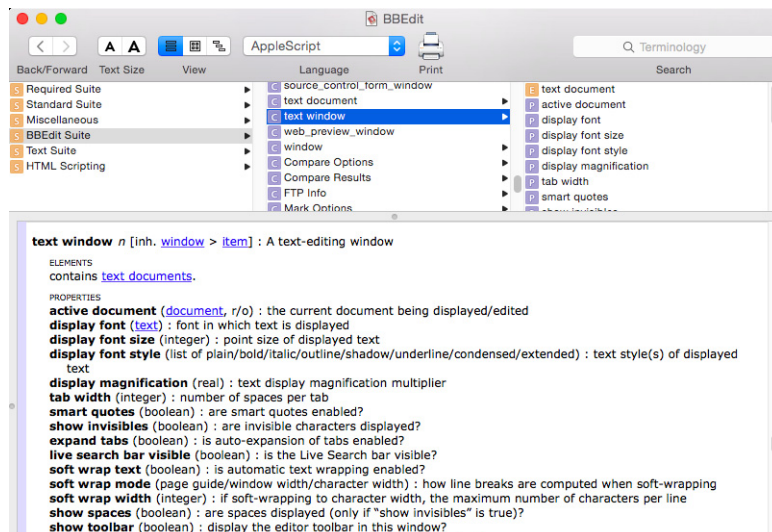 BBEdit
A A
AppleScript
Terminology
Back/Forward Text Size View Language Print Search
S Required Suite
S Standard Suite
S Miscellaneous
S BBEdit Suite
S Text Suite
S HTML Scripting
C source_control_form_window
C text document
C text window
C web_preview_window
C window
C Compare Options
C Compare Results
C FTP Info
C Mark Options
E text document
P active document
P display font
P display font size
P display font style
P display magnification
P tab width
P smart quotes
P show invisibles
text window n [inh. window > item] : A text-editing window
ELEMENTS
contains text documents.
PROPERTIES
active document (document, r/o) : the current document being displayed/edited
display font (text) : font in which text is displayed
display font size (integer) : point size of displayed text
display font style (list of plain/bold/italic/outline/shadow/underline/condensed/extended) : text style(s) of displayed
text
display magnification (real) : text display magnification multiplier
tab width (integer) : number of spaces per tab
smart quotes (boolean) : are smart quotes enabled?
show invisibles (boolean) : are invisible characters displayed?
expand tabs (boolean) : is auto-expansion of tabs enabled?
live search bar visible (boolean) : is the Live Search bar visible?
soft wrap text (boolean) : is automatic text wrapping enabled?
soft wrap mode (page guide/window width/character width) : how line breaks are computed when soft-wrapping
soft wrap width (integer) : if soft-wrapping to character width, the maximum number of characters per line
show spaces (boolean) : are spaces displayed (only if "show invisibles" is true)?
show toolbar (boolean) : display the editor toolbar in this window?